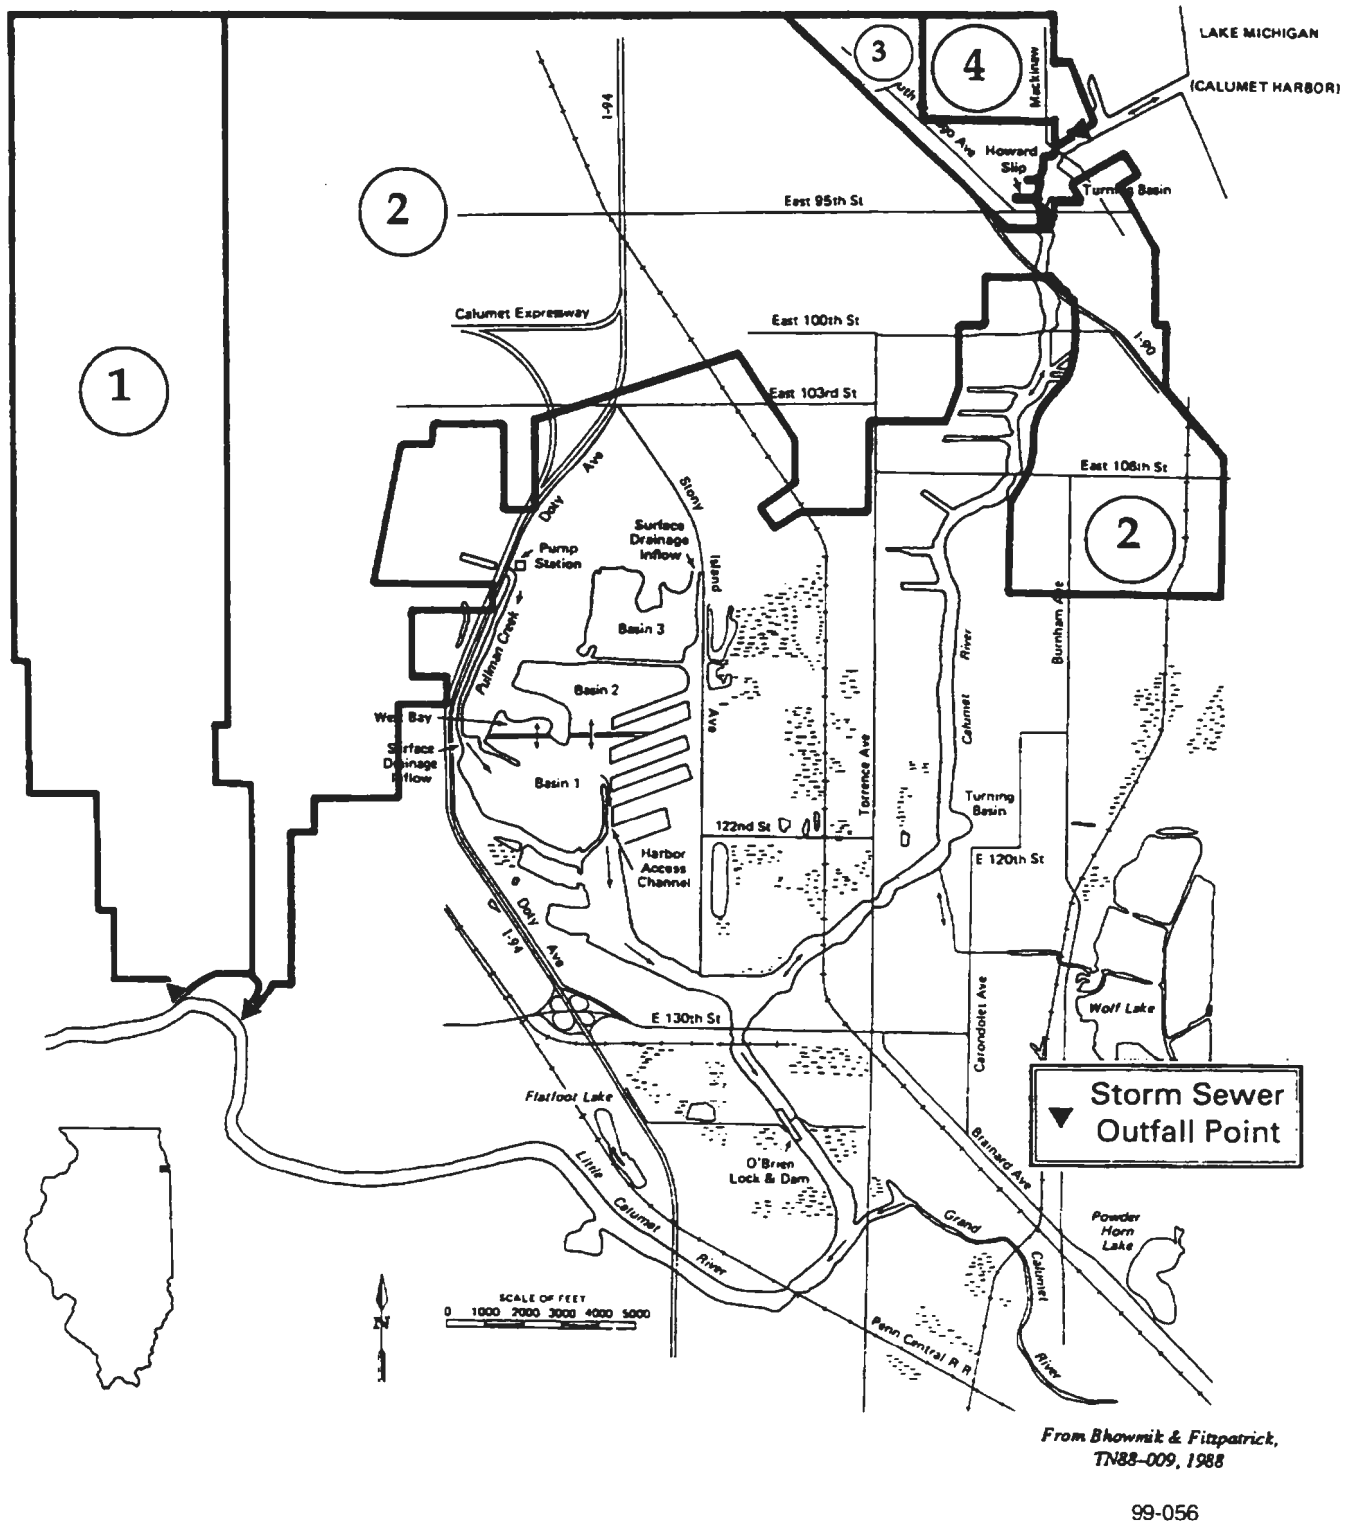 LAKE MICHIGAN
(CALUMET HARBOR)
3
4
Mackinaw
Ave
Howard
Slip
Turning Basin
I-94
2
East 95th St
Calumet Expressway
East 100th St
I-90
1
East 103rd St
East 106th St
Doty
Ave
Stony
Island
Ave
Surface
Drainage
Inflow
2
Pump
Station
Basin 3
Pullman Creek
Burnham Ave
Calumet
River
Basin 2
West Bay
Surface
Drainage
Inflow
Basin 1
Torrence Ave
Turning
Basin
122nd St
E 120th St
Harbor
Access
Channel
Doty
Ave
I-94
Carondolet Ave
Wolf Lake
E 130th St
Storm Sewer
Outfall Point
Flatfoot Lake
O'Brien
Lock & Dam
Brainard Ave
Little
Calumet
River
Grand
Calumet
River
Powder
Horn
Lake
N
SCALE OF FEET
0 1000 2000 3000 4000 5000
Penn Central R R
From Bhowmik & Fitzpatrick,
TN88-009, 1988
99-056